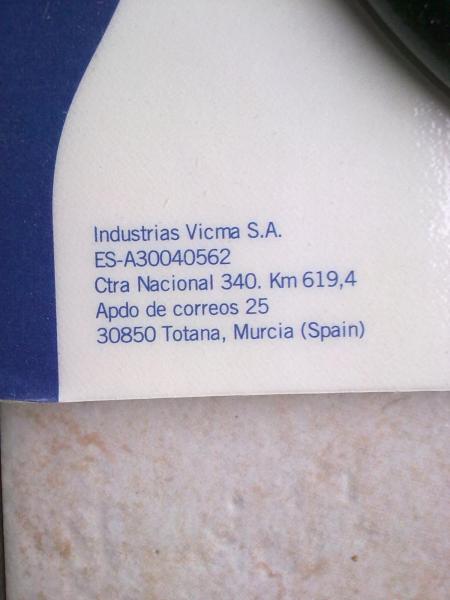 Industrias Vicma S.A.
ES-A30040562
Ctra Nacional 340. Km 619,4
Apdo de correos 25
30850 Totana, Murcia (Spain)